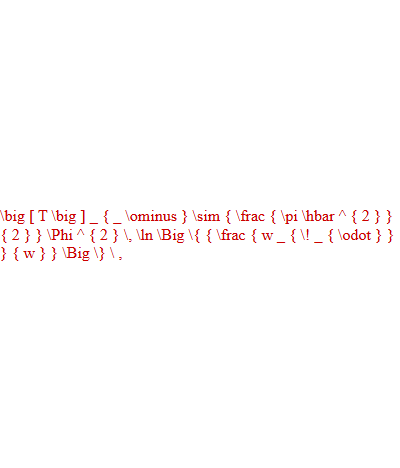 \big [ T \big ] _ { _ \ominus } \sim { \frac { \pi \hbar ^ { 2 } }
{ 2 } } \Phi ^ { 2 } \, \ln \Big \{ { \frac { w _ { \! _ { \odot } }
} { w } } \Big \} \ ,